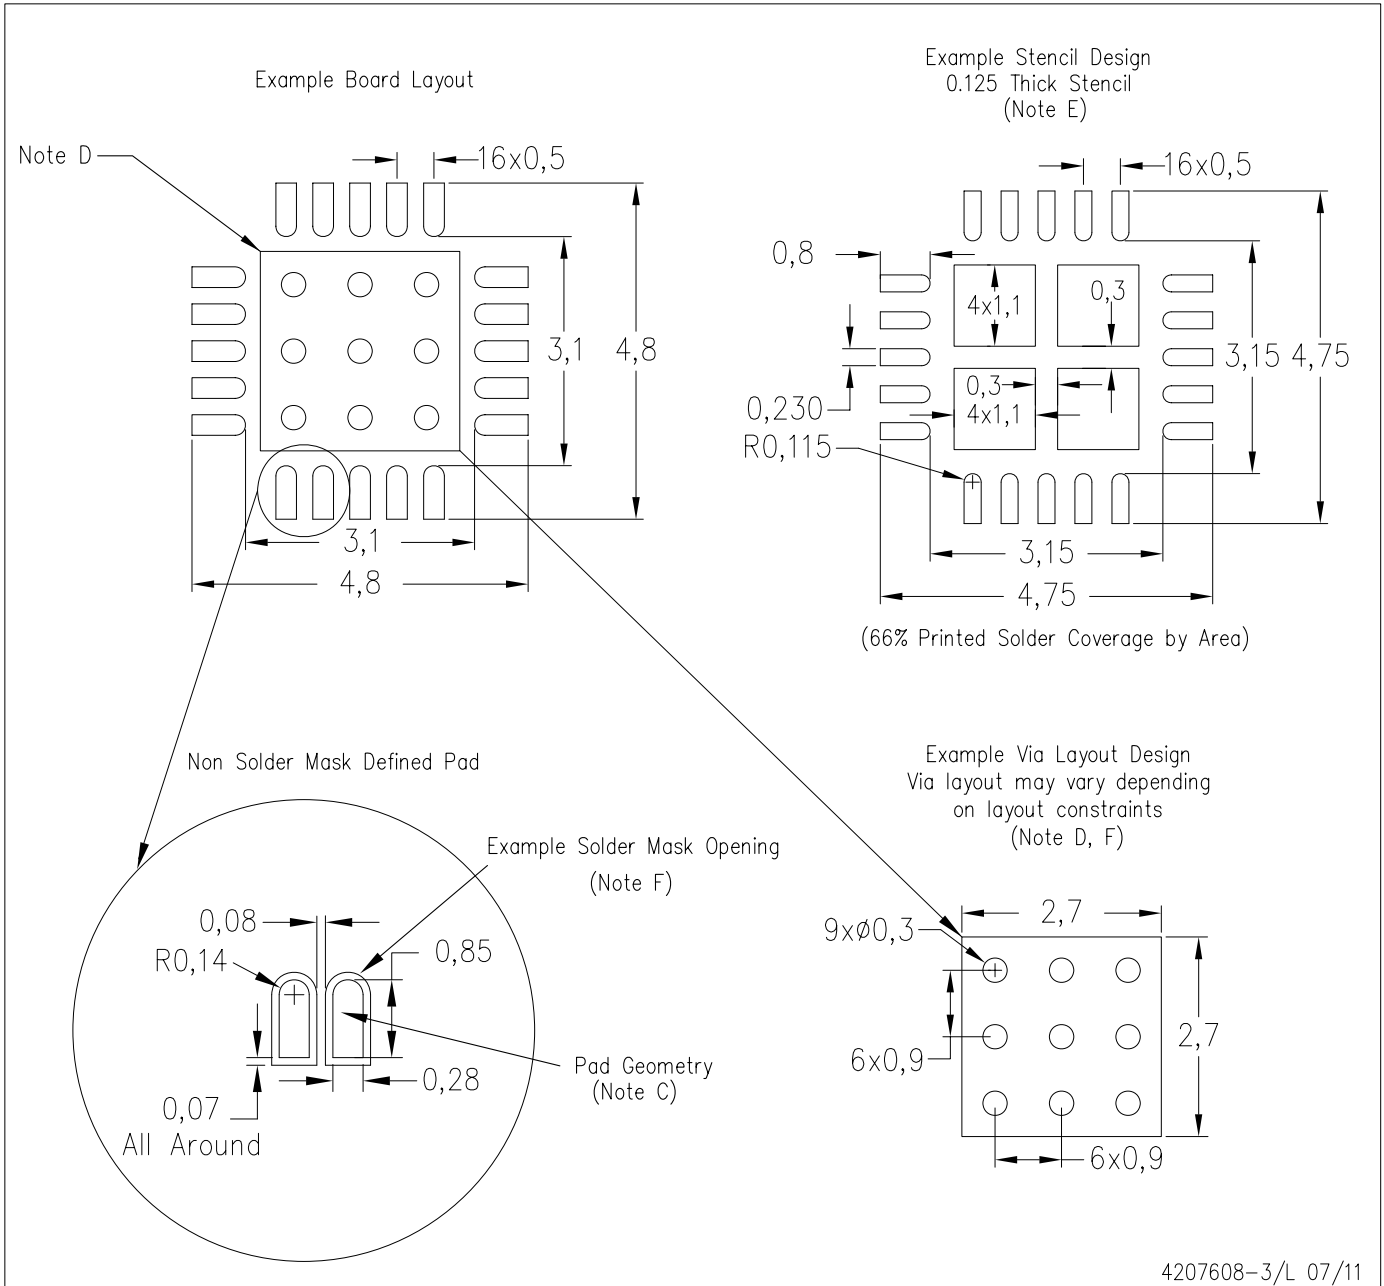 Example Board Layout
Note D
16x0,5
3,1
4,8
3,1
4,8
Example Stencil Design
0.125 Thick Stencil
(Note E)
16x0,5
0,8
4x1,1
0,3
0,3
4x1,1
0,230
R0,115
3,15
4,75
3,15
4,75
(66% Printed Solder Coverage by Area)
Non Solder Mask Defined Pad
Example Solder Mask Opening
(Note F)
0,08
R0,14
0,85
Pad Geometry
(Note C)
0,28
0,07
All Around
Example Via Layout Design
Via layout may vary depending
on layout constraints
(Note D, F)
2,7
9xø0,3
2,7
6x0,9
6x0,9
4207608-3/L 07/11